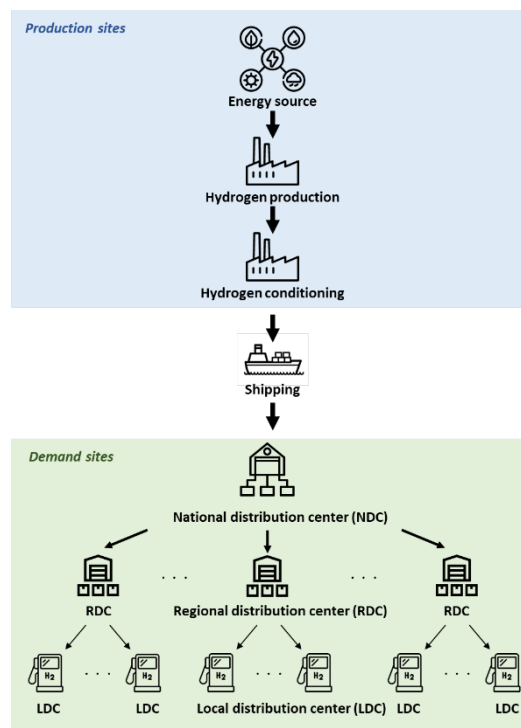 Production sites
Energy source
Hydrogen production
Hydrogen conditioning
Shipping
Demand sites
National distribution center (NDC)
. . .
. . .
RDC
Regional distribution center (RDC)
RDC
H2
. . .
H2
H2
. . .
H2
H2
. . .
H2
LDC
LDC
Local distribution center (LDC)
LDC
LDC